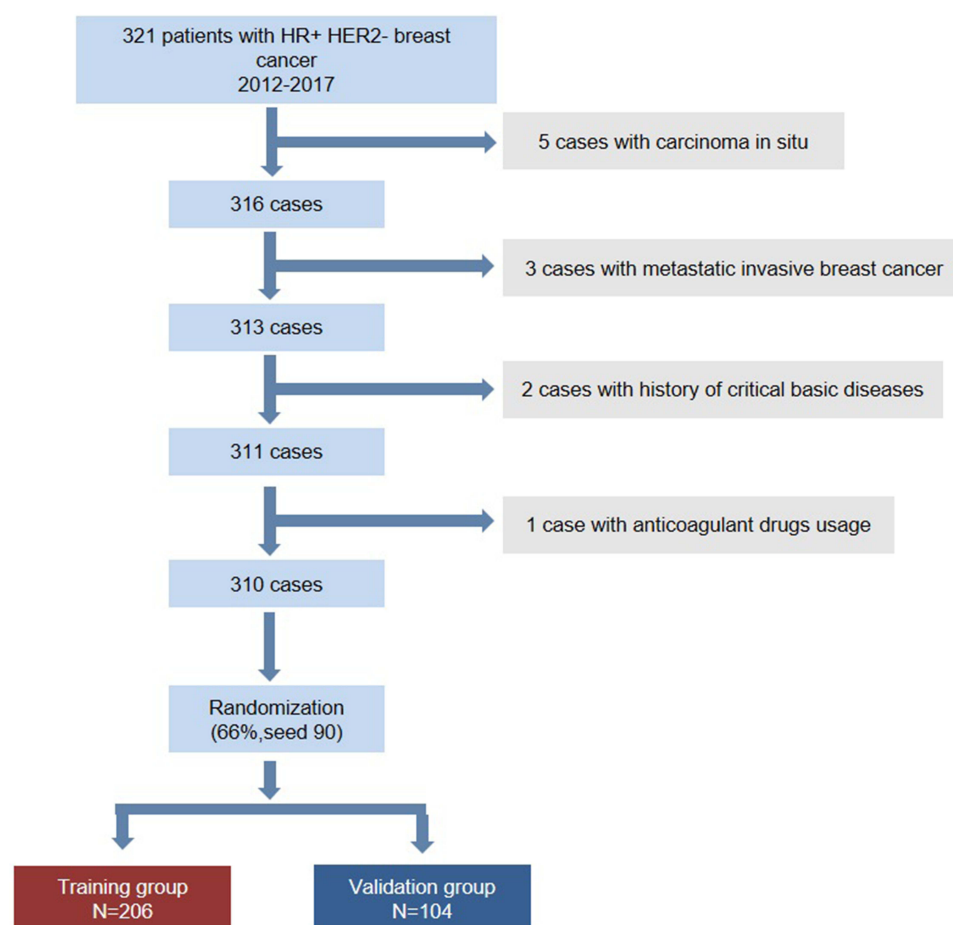 321 patients with HR+ HER2- breast
cancer
2012-2017
5 cases with carcinoma in situ
316 cases
3 cases with metastatic invasive breast cancer
313 cases
2 cases with history of critical basic diseases
311 cases
1 case with anticoagulant drugs usage
310 cases
Randomization
(66%,seed 90)
Training group
N=206
Validation group
N=104